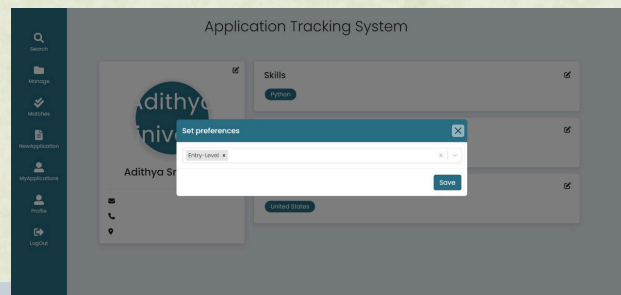 Application Tracking System
Search
Manage
Matches
NewApplication
MyApplications
Profile
LogOut
Skills
Python
Set preferences
Entry-Level ×
Save
Adithya
United States